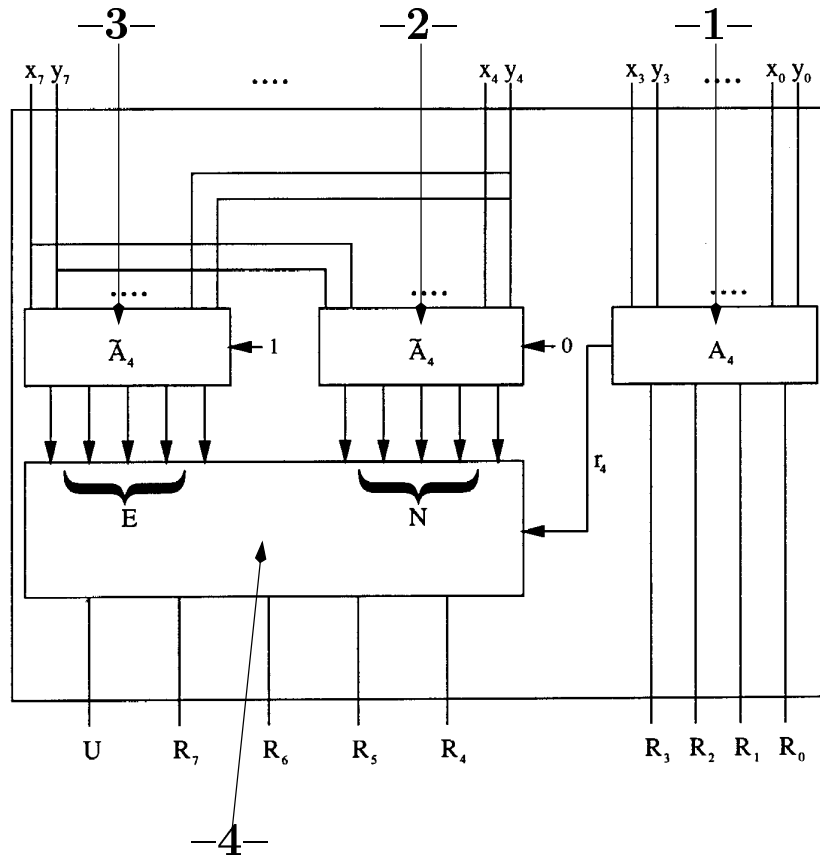 –3– –2– –1–
x₇ y₇ .... x₄ y₄ x₃ y₃ .... x₀ y₀
.... .... ....
Ã₄ 1 Ã₄ 0 A₄
r₄
E N
U R₇ R₆ R₅ R₄ R₃ R₂ R₁ R₀
–4–